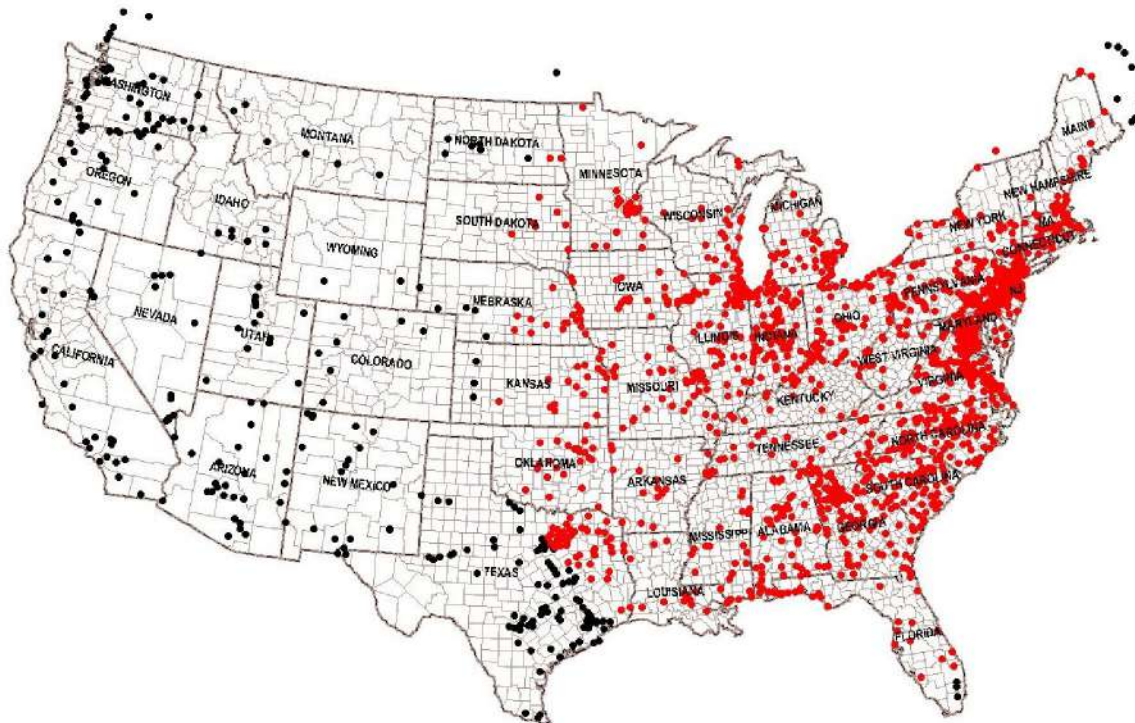 WASHINGTON
MONTANA
NORTH DAKOTA
MINNESOTA
MAINE
OREGON
IDAHO
SOUTH DAKOTA
WISCONSIN
MICHIGAN
NEW HAMPSHIRE
NEW YORK
MA
CONNECTICUT
WYOMING
IOWA
NEBRASKA
PENNSYLVANIA
NJ
NEVADA
UTAH
ILLINOIS
INDIANA
OHIO
MARYLAND
CALIFORNIA
COLORADO
KANSAS
MISSOURI
WEST VIRGINIA
VIRGINIA
KENTUCKY
ARIZONA
NEW MEXICO
OKLAHOMA
ARKANSAS
TENNESSEE
NORTH CAROLINA
SOUTH CAROLINA
TEXAS
LOUISIANA
MISSISSIPPI
ALABAMA
GEORGIA
FLORIDA